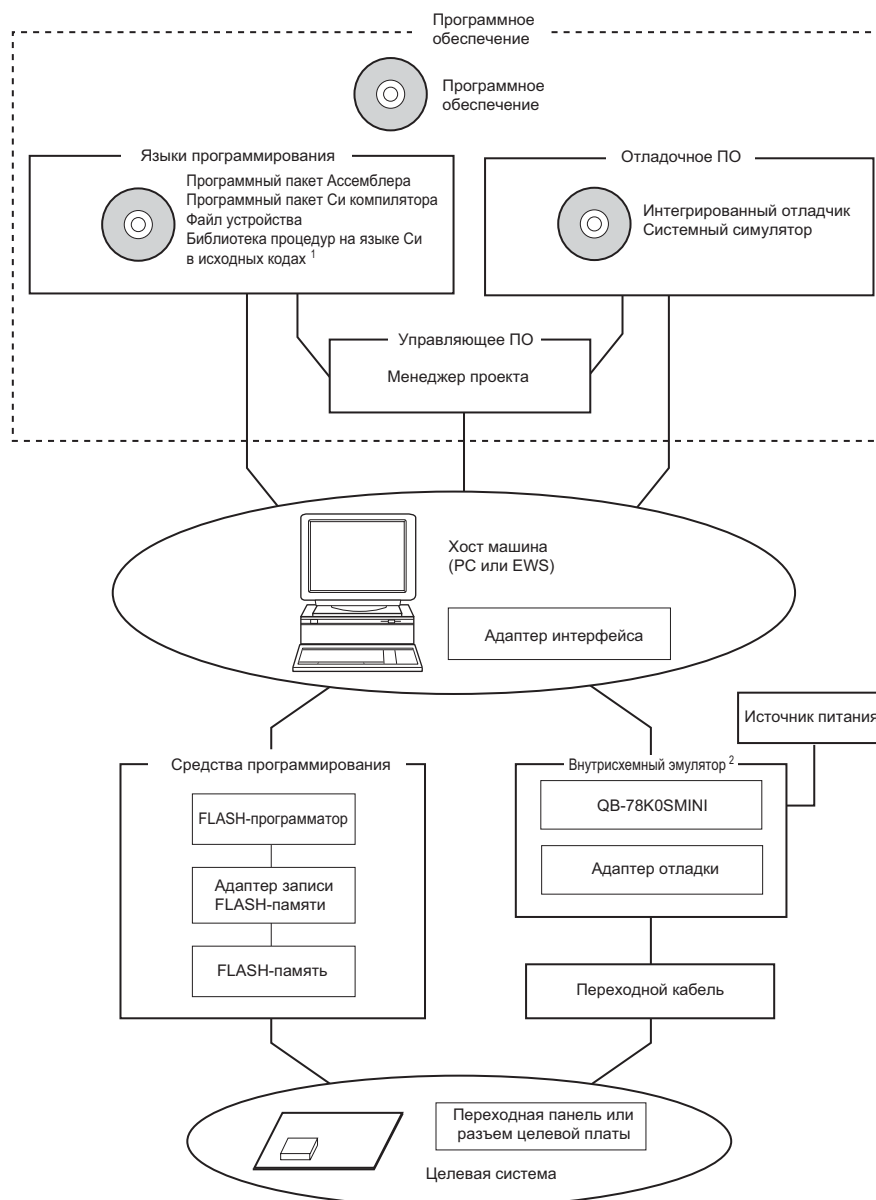 Программное
обеспечение
Программное
обеспечение
Языки программирования
Программный пакет Ассемблера
Программный пакет Си компилятора
Файл устройства
Библиотека процедур на языке Си
в исходных кодах 1
Отладочное ПО
Интегрированный отладчик
Системный симулятор
Управляющее ПО
Менеджер проекта
Хост машина
(PC или EWS)
Адаптер интерфейса
Источник питания
Средства программирования
FLASH-программатор
Адаптер записи
FLASH-памяти
FLASH-память
Внутрисхемный эмулятор 2
QB-78K0SMINI
Адаптер отладки
Переходной кабель
Переходная панель или
разъем целевой платы
Целевая система